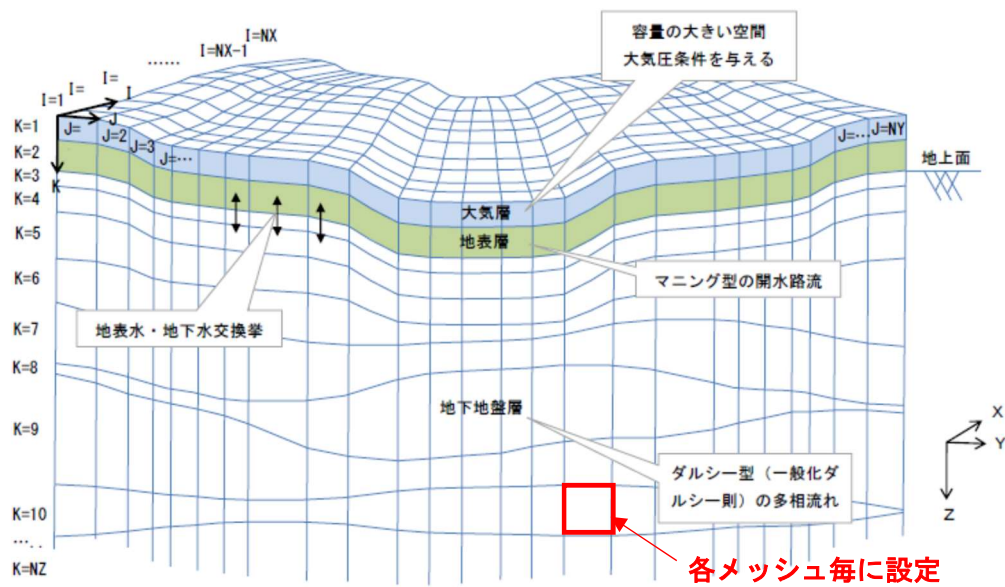 I=NX
I=NX-1
……
I=
I=
I=1
I
容量の大きい空間
大気圧条件を与える
K=1
J=
J
J=2
J=3
J=…
J=…
J=NY
K=2
K=3
K
K=4
K=5
K=6
K=7
K=8
K=9
K=10
…..
K=NZ
地上面
大気層
地表層
マニング型の開水路流
地表水・地下水交換挙
地下地盤層
ダルシー型（一般化ダ
ルシー則）の多相流れ
X
Y
Z
各メッシュ毎に設定